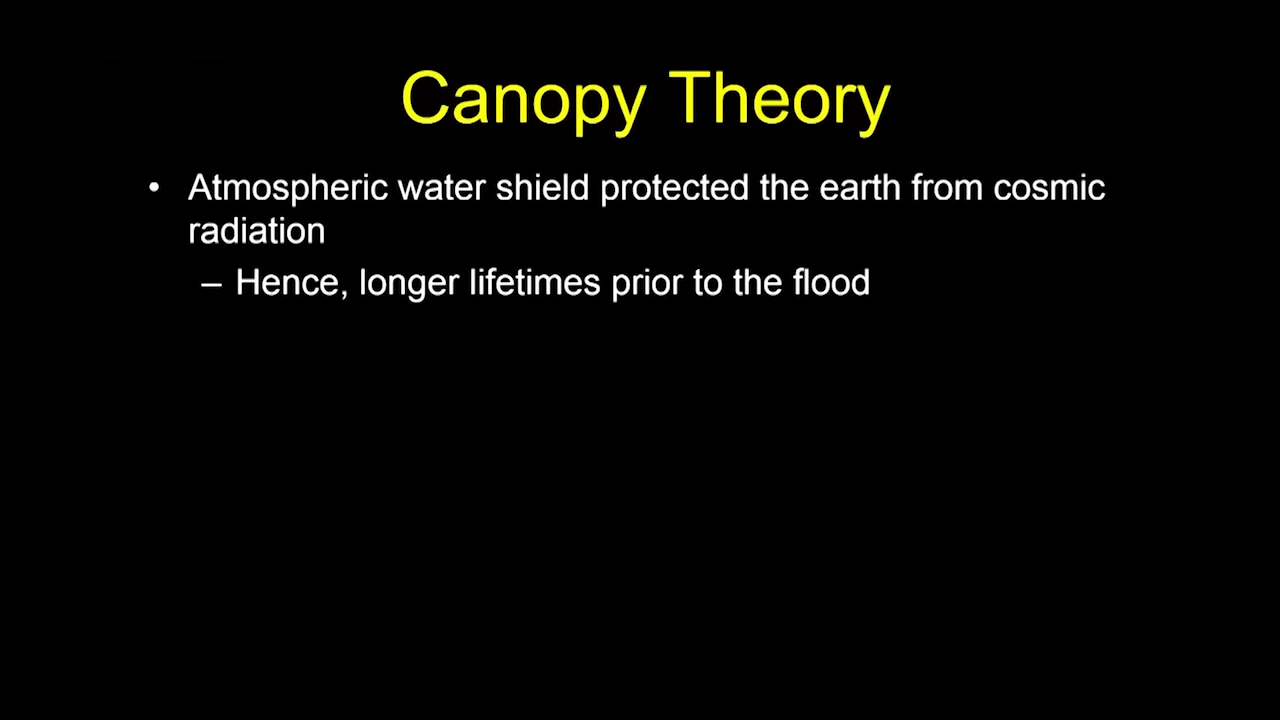 Canopy Theory
• Atmospheric water shield protected the earth from cosmic
radiation
– Hence, longer lifetimes prior to the flood